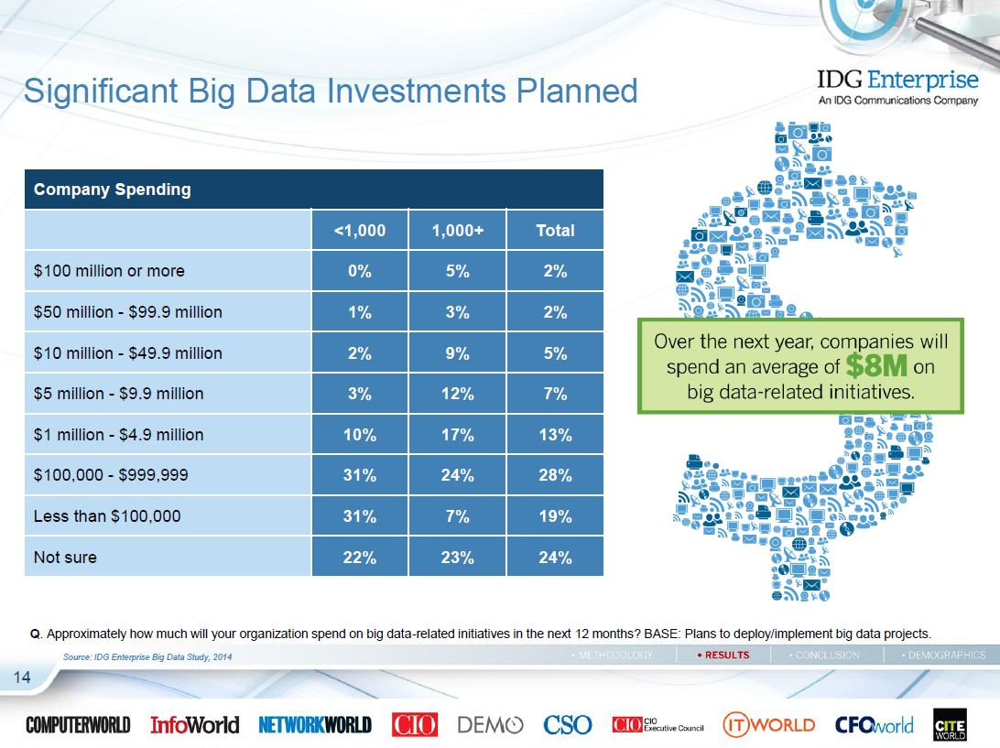 Significant Big Data Investments Planned
IDG Enterprise
An IDG Communications Company
Company Spending
<1,000 1,000+ Total
$100 million or more 0% 5% 2%
$50 million - $99.9 million 1% 3% 2%
$10 million - $49.9 million 2% 9% 5%
$5 million - $9.9 million 3% 12% 7%
$1 million - $4.9 million 10% 17% 13%
$100,000 - $999,999 31% 24% 28%
Less than $100,000 31% 7% 19%
Not sure 22% 23% 24%
Over the next year, companies will
spend an average of $8M on
big data-related initiatives.
Q. Approximately how much will your organization spend on big data-related initiatives in the next 12 months? BASE: Plans to deploy/implement big data projects.
Source: IDG Enterprise Big Data Study, 2014
• METHODOLOGY • RESULTS • CONCLUSION • DEMOGRAPHICS
14
COMPUTERWORLD InfoWorld NETWORKWORLD CIO DEMO CSO CIO CIO Executive Council ITWORLD CFOworld CITE WORLD